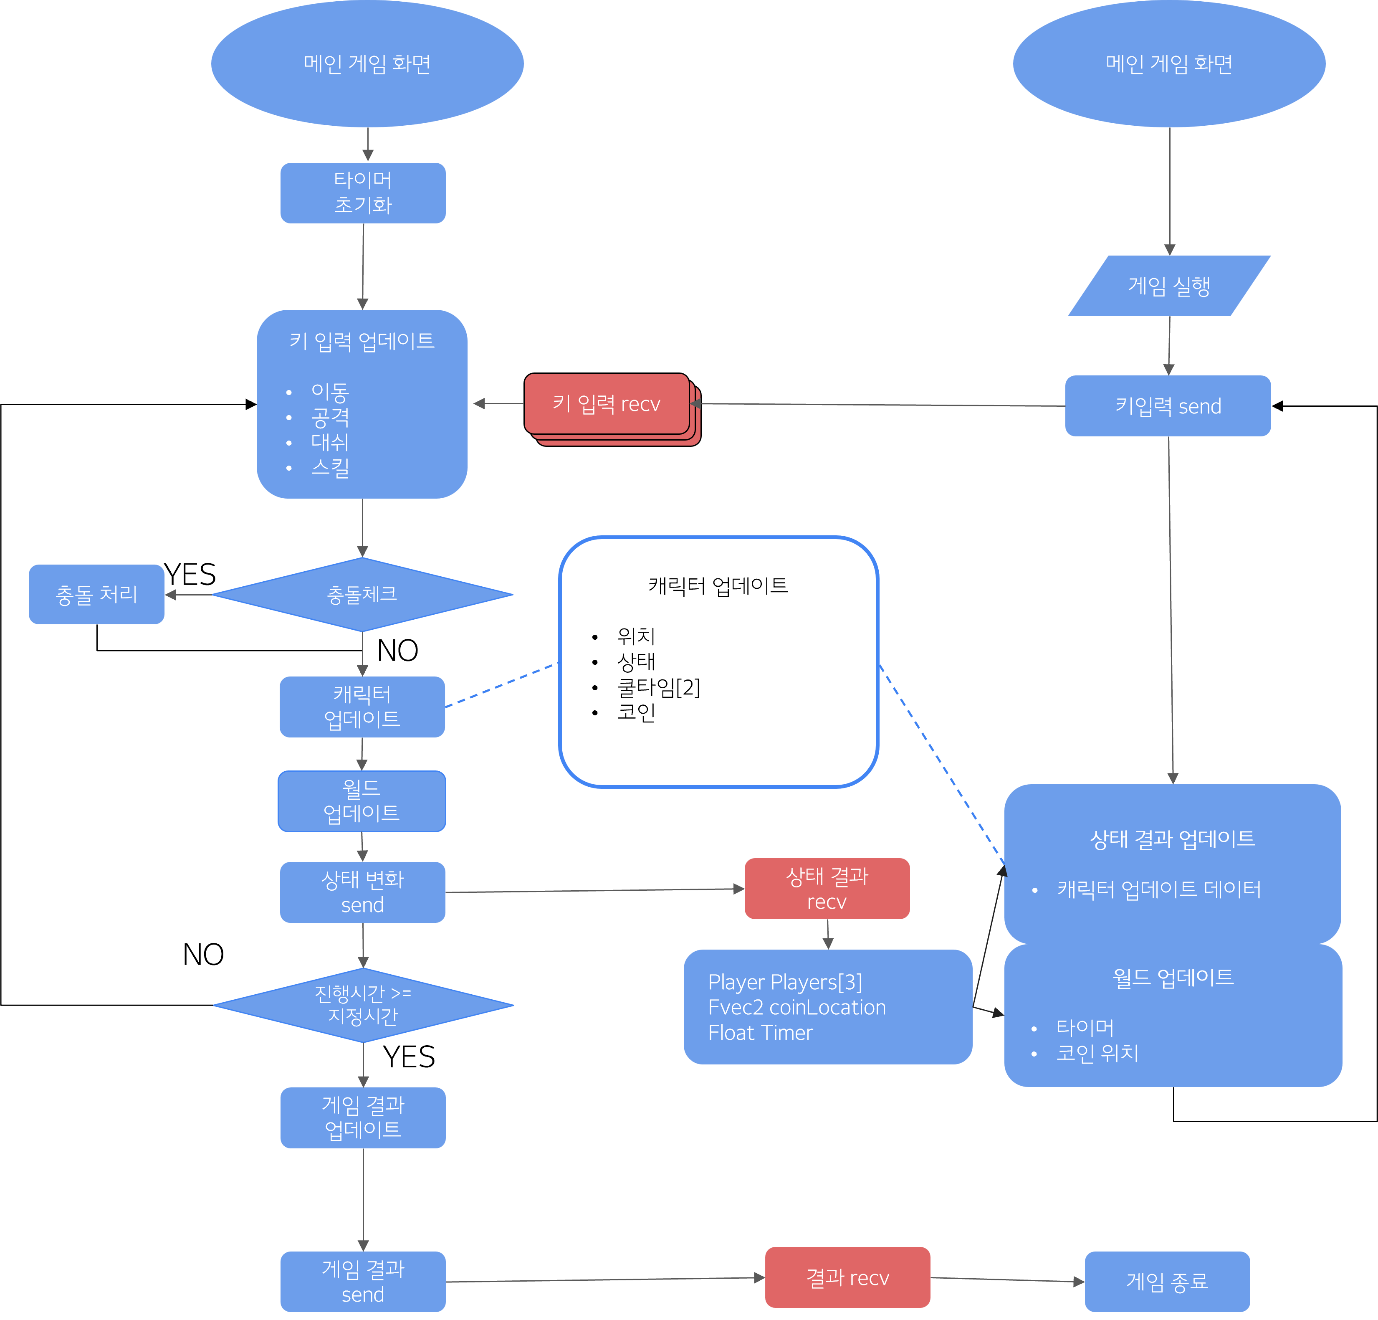 메인 게임 화면
메인 게임 화면
타이머
초기화
게임 실행
키 입력 업데이트
• 이동
• 공격
• 대쉬
• 스킬
키 입력 recv
키입력 send
충돌 처리
YES
충돌체크
NO
캐릭터 업데이트
• 위치
• 상태
• 쿨타임[2]
• 코인
캐릭터
업데이트
월드
업데이트
상태 변화
send
상태 결과
recv
상태 결과 업데이트
• 캐릭터 업데이트 데이터
Player Players[3]
Fvec2 coinLocation
Float Timer
월드 업데이트
• 타이머
• 코인 위치
NO
진행시간 >=
지정시간
YES
게임 결과
업데이트
게임 결과
send
결과 recv
게임 종료